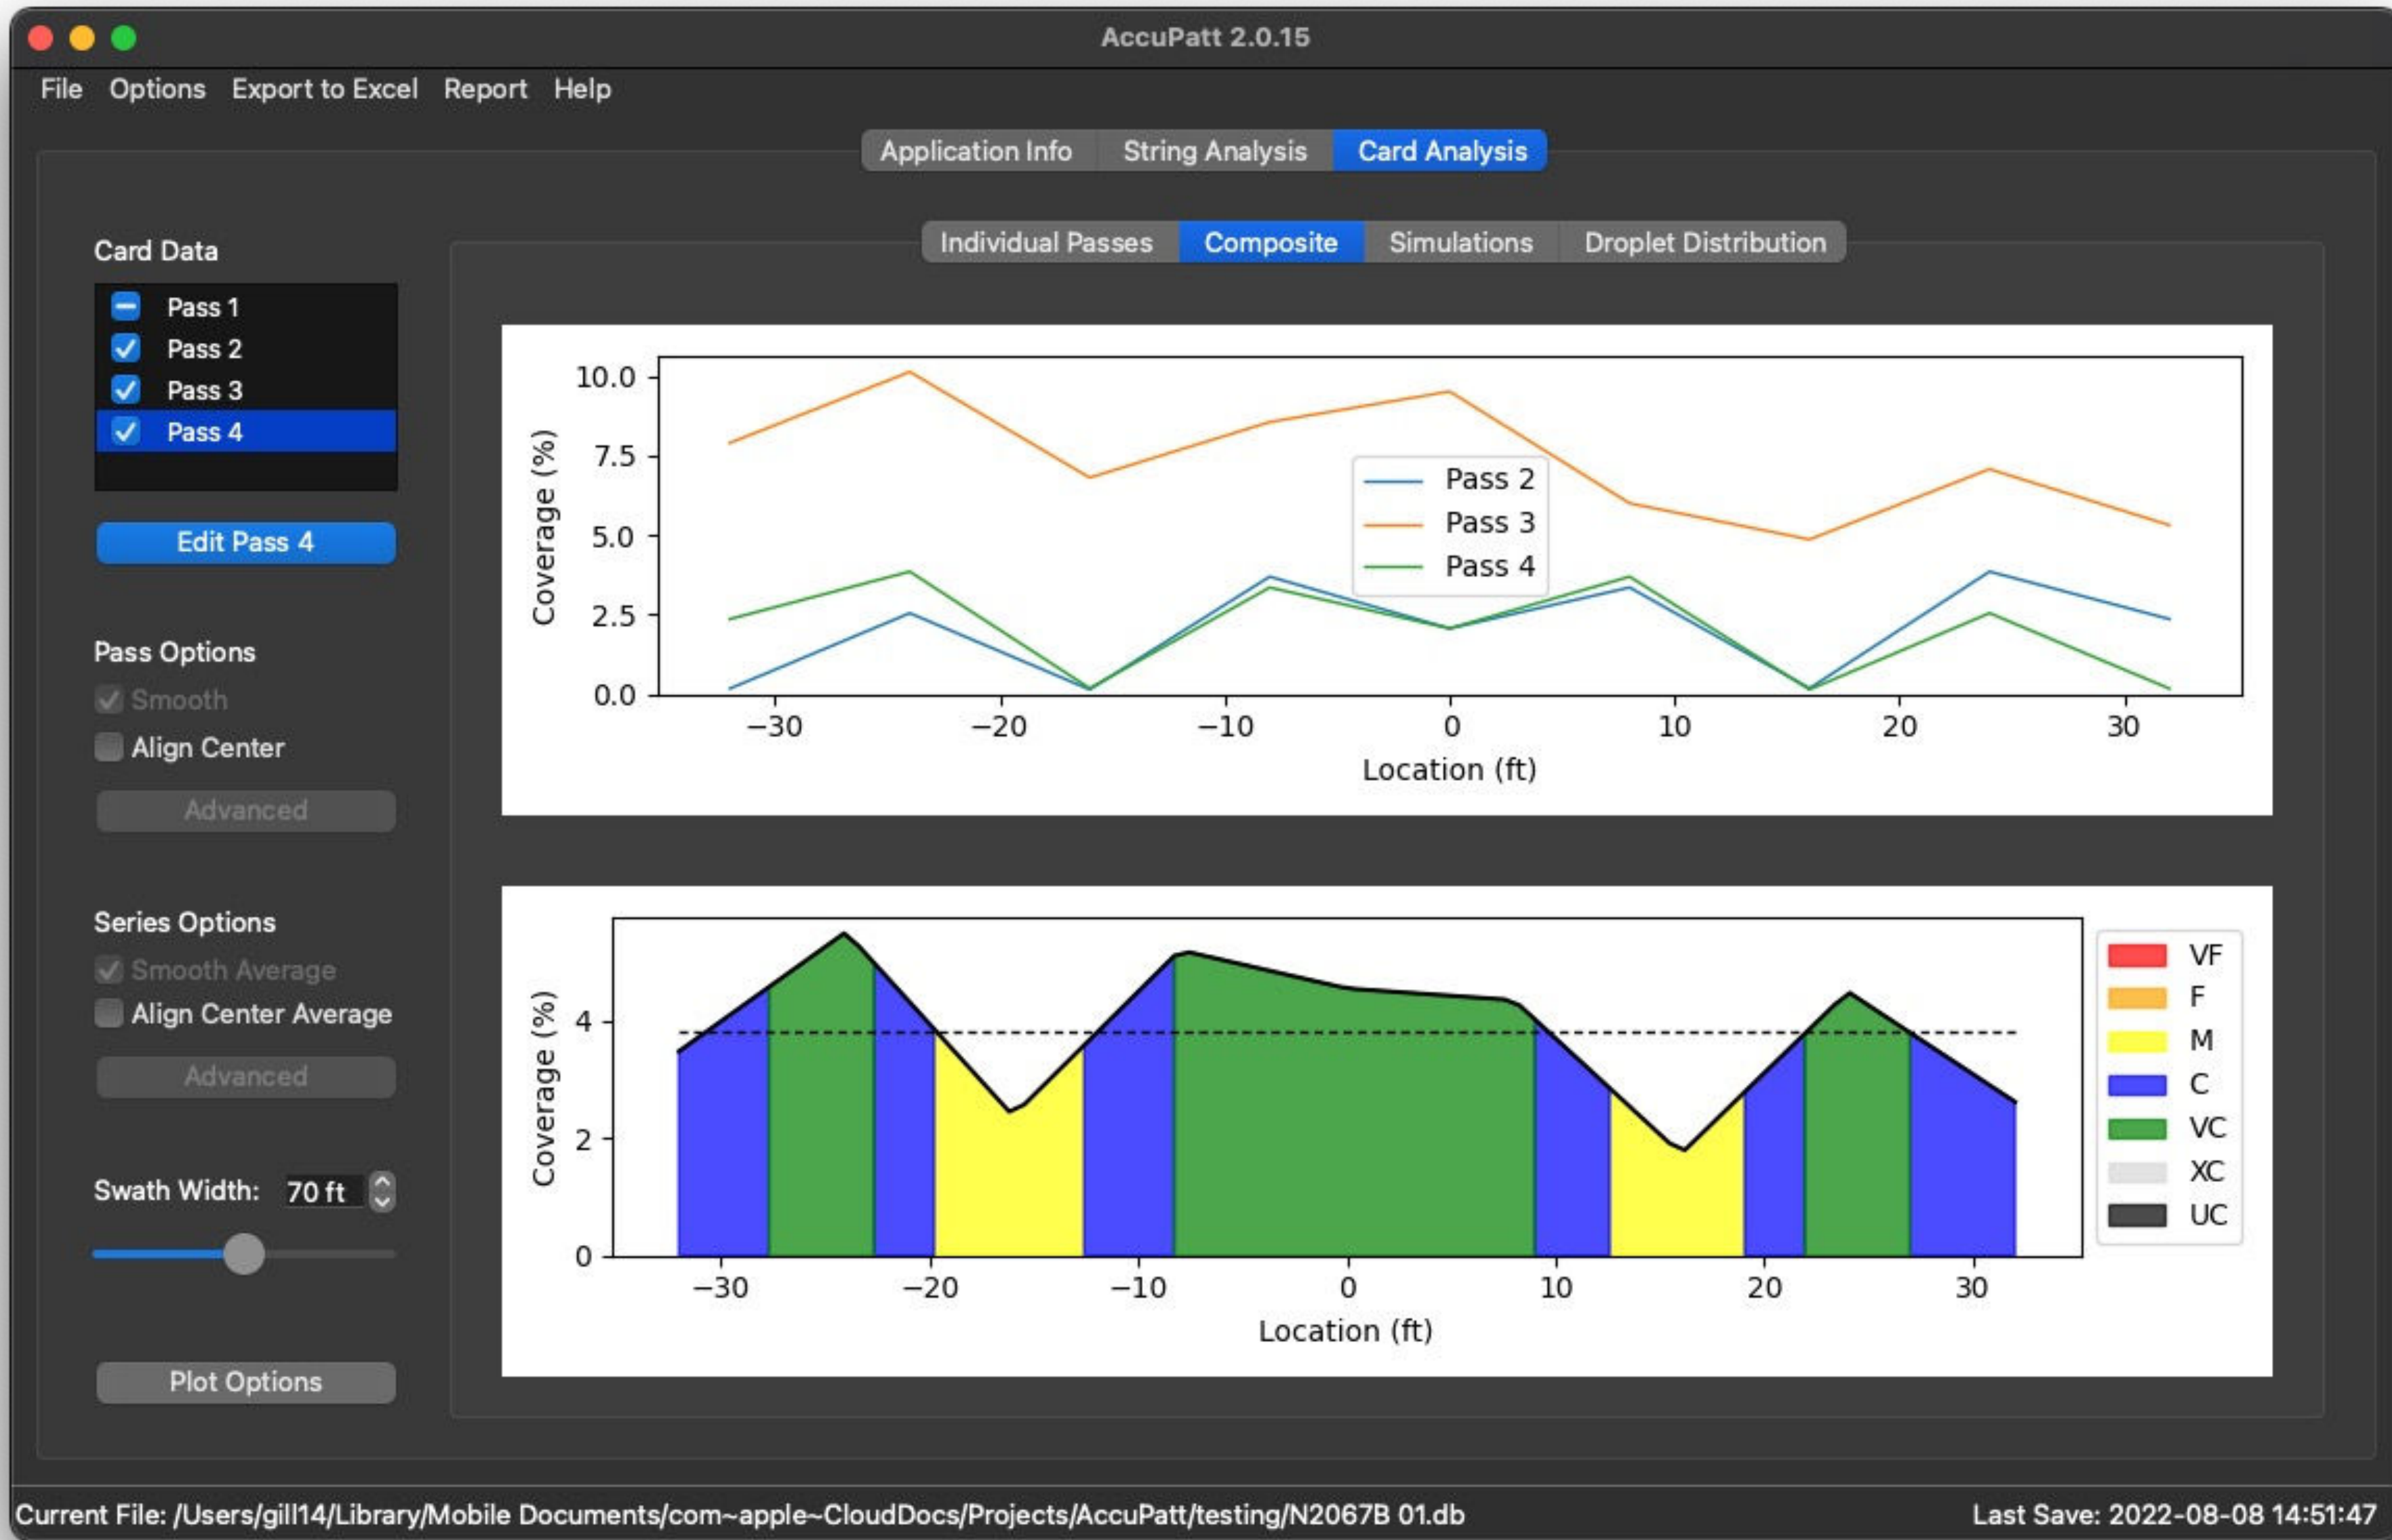 AccuPatt 2.0.15
File Options Export to Excel Report Help
Application Info String Analysis Card Analysis
Individual Passes Composite Simulations Droplet Distribution
Card Data
Pass 1
Pass 2
Pass 3
Pass 4
Edit Pass 4
Pass Options
Smooth
Align Center
Advanced
Series Options
Smooth Average
Align Center Average
Advanced
Swath Width: 70 ft
Plot Options
Coverage (%)
10.0
7.5
5.0
2.5
0.0
Pass 2
Pass 3
Pass 4
−30 −20 −10 0 10 20 30
Location (ft)
Coverage (%)
4
2
0
−30 −20 −10 0 10 20 30
Location (ft)
VF
F
M
C
VC
XC
UC
Current File: /Users/gill14/Library/Mobile Documents/com~apple~CloudDocs/Projects/AccuPatt/testing/N2067B 01.db
Last Save: 2022-08-08 14:51:47